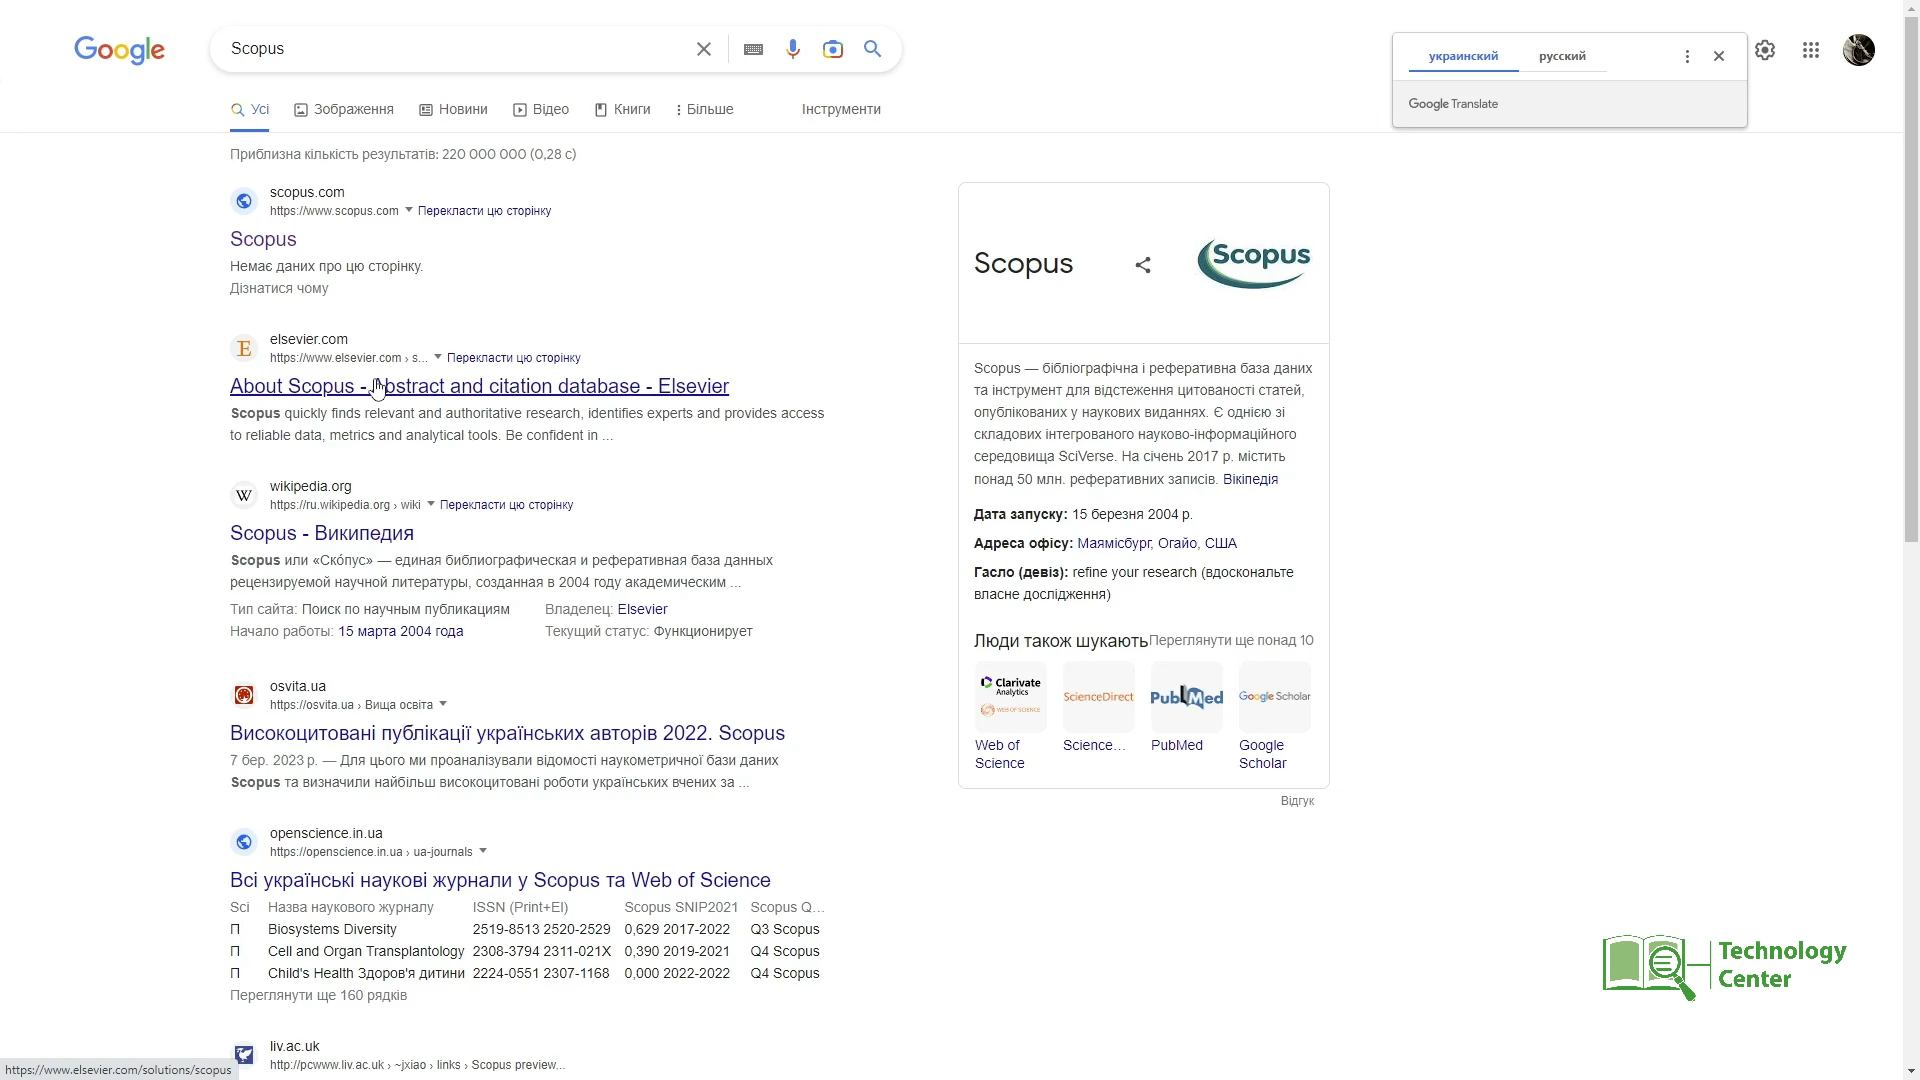 Google
Scopus
украинский
русский
Google Translate
Усі
Зображення
Новини
Відео
Книги
Більше
Інструменти
Приблизна кількість результатів: 220 000 000 (0,28 с)
scopus.com
https://www.scopus.com
Перекласти цю сторінку
Scopus
Немає даних про цю сторінку.
Дізнатися чому
elsevier.com
https://www.elsevier.com › s...
Перекласти цю сторінку
About Scopus - Abstract and citation database - Elsevier
Scopus quickly finds relevant and authoritative research, identifies experts and provides access
to reliable data, metrics and analytical tools. Be confident in ...
wikipedia.org
https://ru.wikipedia.org › wiki
Перекласти цю сторінку
Scopus - Википедия
Scopus или «Ско́пус» — единая библиографическая и реферативная база данных
рецензируемой научной литературы, созданная в 2004 году академическим ...
Тип сайта: Поиск по научным публикациям
Владелец: Elsevier
Начало работы: 15 марта 2004 года
Текущий статус: Функционирует
osvita.ua
https://osvita.ua › Вища освіта
Високоцитовані публікації українських авторів 2022. Scopus
7 бер. 2023 р. — Для цього ми проаналізували відомості наукометричної бази даних
Scopus та визначили найбільш високоцитовані роботи українських вчених за ...
openscience.in.ua
https://openscience.in.ua › ua-journals
Всі українські наукові журнали у Scopus та Web of Science
Sci Назва наукового журналу ISSN (Print+El) Scopus SNIP2021 Scopus Q...
П Biosystems Diversity 2519-8513 2520-2529 0,629 2017-2022 Q3 Scopus
П Cell and Organ Transplantology 2308-3794 2311-021X 0,390 2019-2021 Q4 Scopus
П Child's Health Здоров'я дитини 2224-0551 2307-1168 0,000 2022-2022 Q4 Scopus
Переглянути ще 160 рядків
liv.ac.uk
http://pcwww.liv.ac.uk › ~jxiao › links › Scopus preview...
https://www.elsevier.com/solutions/scopus
Scopus
Scopus
Scopus — бібліографічна і реферативна база даних
та інструмент для відстеження цитованості статей,
опублікованих у наукових виданнях. Є однією зі
складових інтегрованого науково-інформаційного
середовища SciVerse. На січень 2017 р. містить
понад 50 млн. реферативних записів. Вікіпедія
Дата запуску: 15 березня 2004 р.
Адреса офісу: Маямісбург, Огайо, США
Гасло (девіз): refine your research (вдоскональте
власне дослідження)
Люди також шукають
Переглянути ще понад 10
Clarivate
Analytics
WEB OF SCIENCE
ScienceDirect
PubMed
Google Scholar
Web of
Science
Science...
PubMed
Google
Scholar
Відгук
Technology
Center